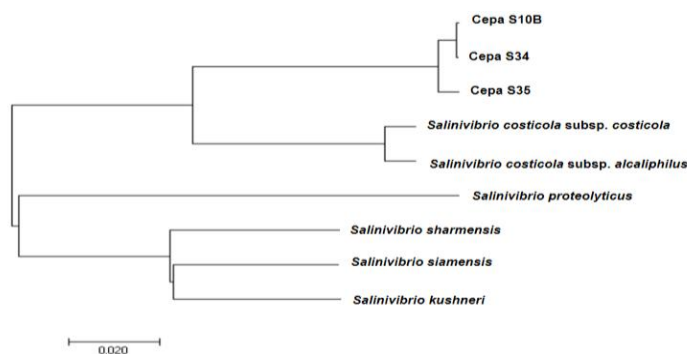 Cepa S10B
Cepa S34
Cepa S35
Salinivibrio costicola subsp. costicola
Salinivibrio costicola subsp. alcaliphilus
Salinivibrio proteolyticus
Salinivibrio sharmensis
Salinivibrio siamensis
Salinivibrio kushneri
0.020